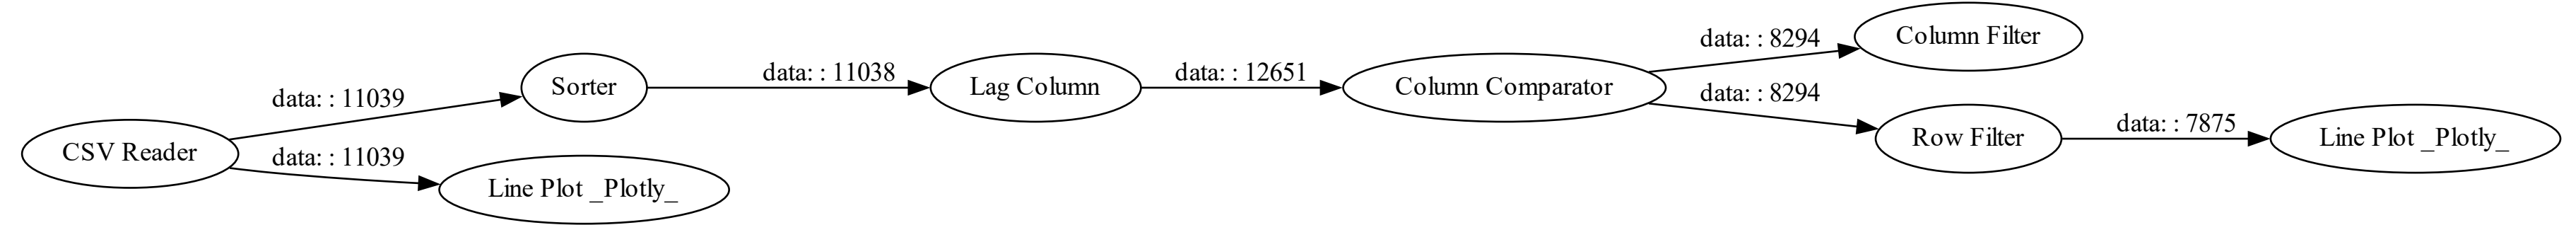 CSV Reader
data: : 11039
data: : 11039
Sorter
Line Plot _Plotly_
data: : 11038
Lag Column
data: : 12651
Column Comparator
data: : 8294
data: : 8294
Column Filter
Row Filter
data: : 7875
Line Plot _Plotly_